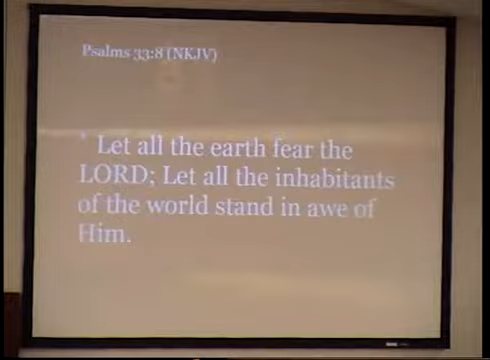 Psalms 33:8 (NKJV)
Let all the earth fear the
LORD; Let all the inhabitants
of the world stand in awe of
Him.